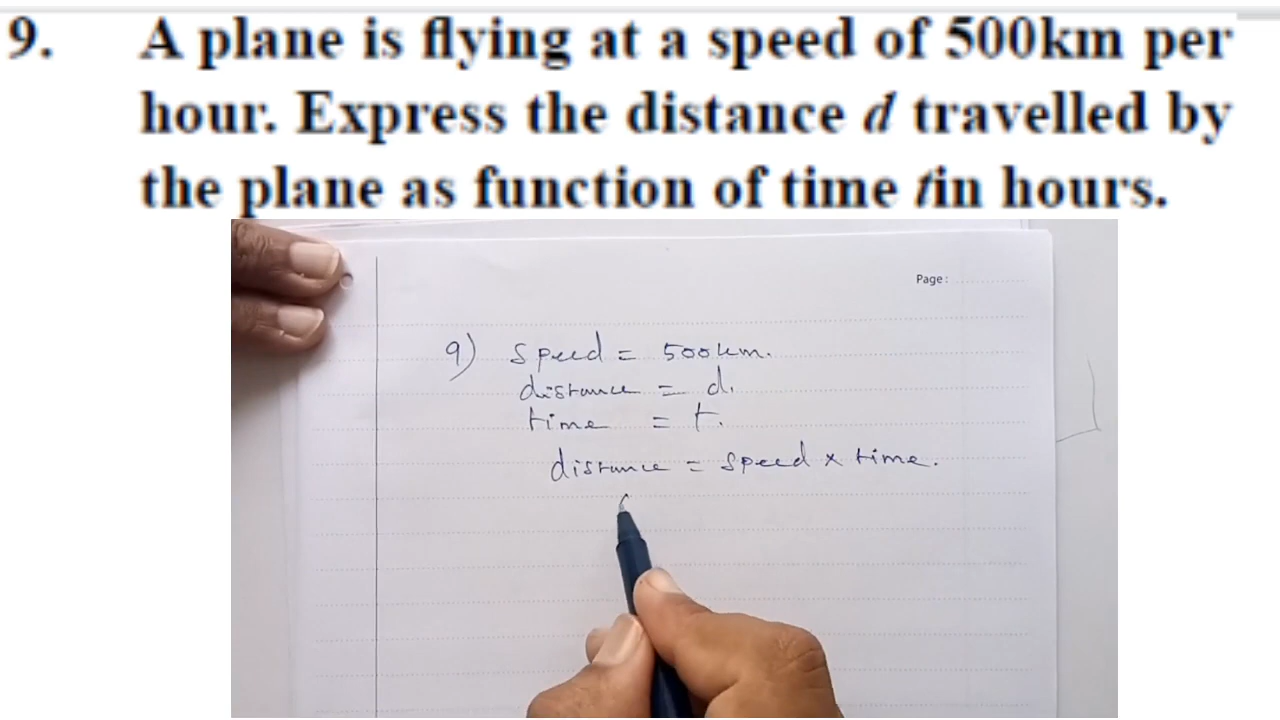 9. A plane is flying at a speed of 500km per
hour. Express the distance d travelled by
the plane as function of time tin hours.
Page:
9) speed = 500km.
distance = d.
time = t.
distance = speed x time.